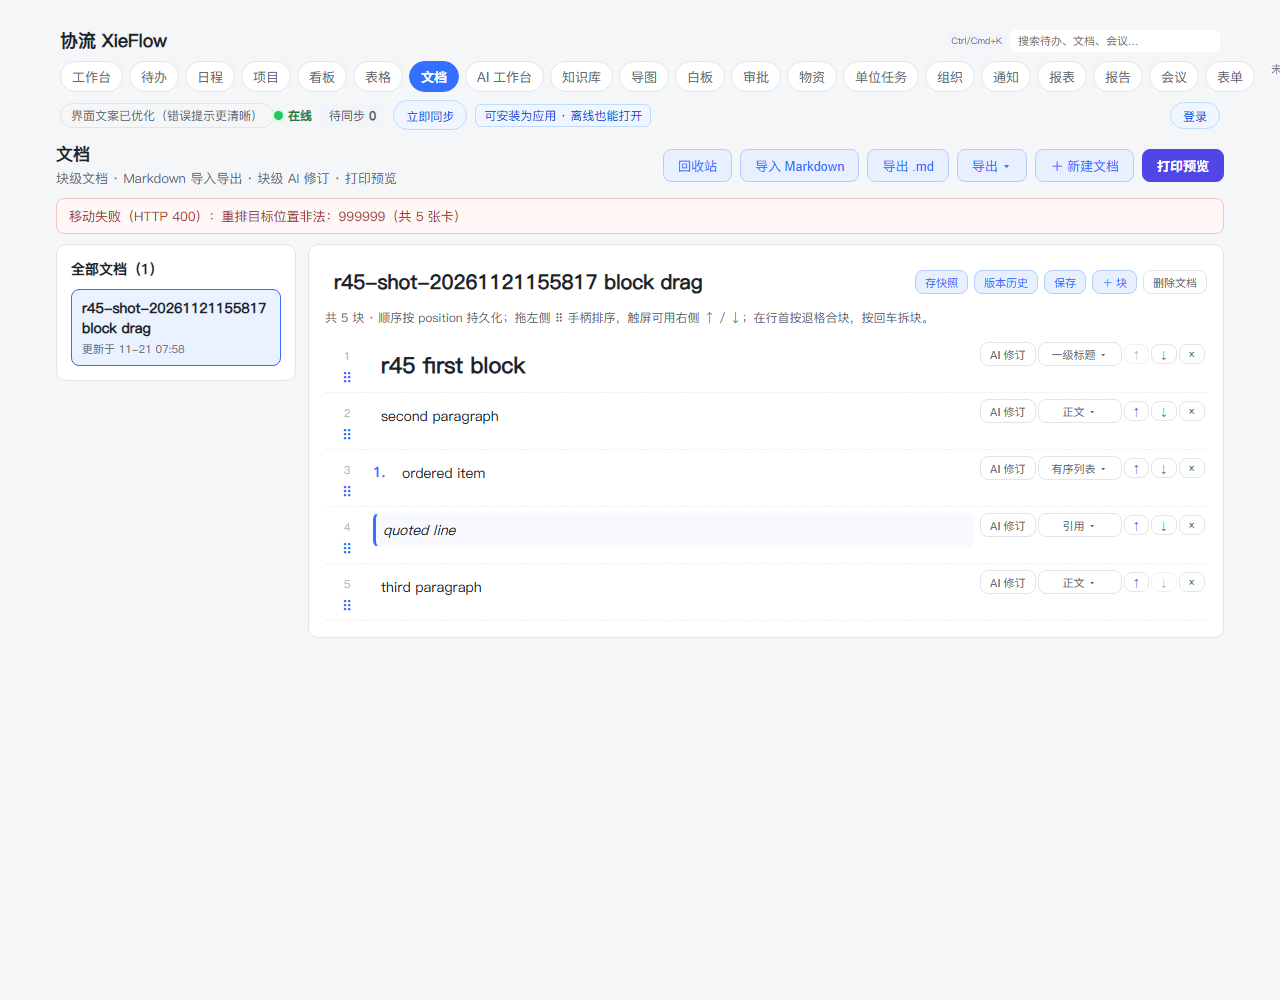 协流 XieFlow
Ctrl/Cmd+K 搜索待办、文档、会议...
工作台 待办 日程 项目 看板 表格 文档 AI 工作台 知识库 导图 白板 审批 物资 单位任务 组织 通知 报表 报告 会议 表单
界面文案已优化（错误提示更清晰） 在线 待同步 0 立即同步 可安装为应用 · 离线也能打开 登录
文档
块级文档 · Markdown 导入导出 · 块级 AI 修订 · 打印预览
回收站 导入 Markdown 导出 .md 导出 ＋ 新建文档 打印预览
移动失败（HTTP 400）：重排目标位置非法：999999（共 5 张卡）
全部文档（1）
r45-shot-20261121155817
block drag
更新于 11-21 07:58
r45-shot-20261121155817 block drag
存快照 版本历史 保存 ＋ 块 删除文档
共 5 块 · 顺序按 position 持久化；拖左侧 ⠿ 手柄排序，触屏可用右侧 ↑ / ↓；在行首按退格合块，按回车拆块。
1 r45 first block AI 修订 一级标题 ↑ ↓ ×
2 second paragraph AI 修订 正文 ↑ ↓ ×
3 1. ordered item AI 修订 有序列表 ↑ ↓ ×
4 quoted line AI 修订 引用 ↑ ↓ ×
5 third paragraph AI 修订 正文 ↑ ↓ ×